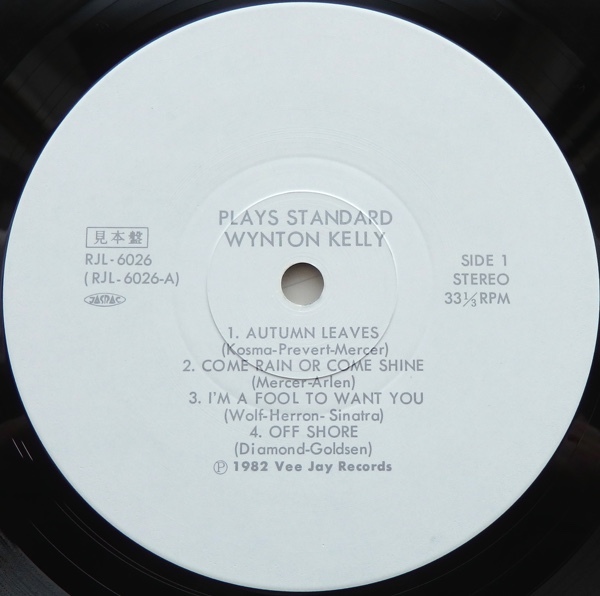 PLAYS STANDARD
WYNTON KELLY
見本盤
RJL-6026
(RJL-6026-A)
JASRAC
SIDE 1
STEREO
33⅓RPM
1. AUTUMN LEAVES
(Kosma-Prevert-Mercer)
2. COME RAIN OR COME SHINE
(Mercer-Arlen)
3. I'M A FOOL TO WANT YOU
(Wolf-Herron- Sinatra)
4. OFF SHORE
(Diamond-Goldsen)
℗ 1982 Vee Jay Records